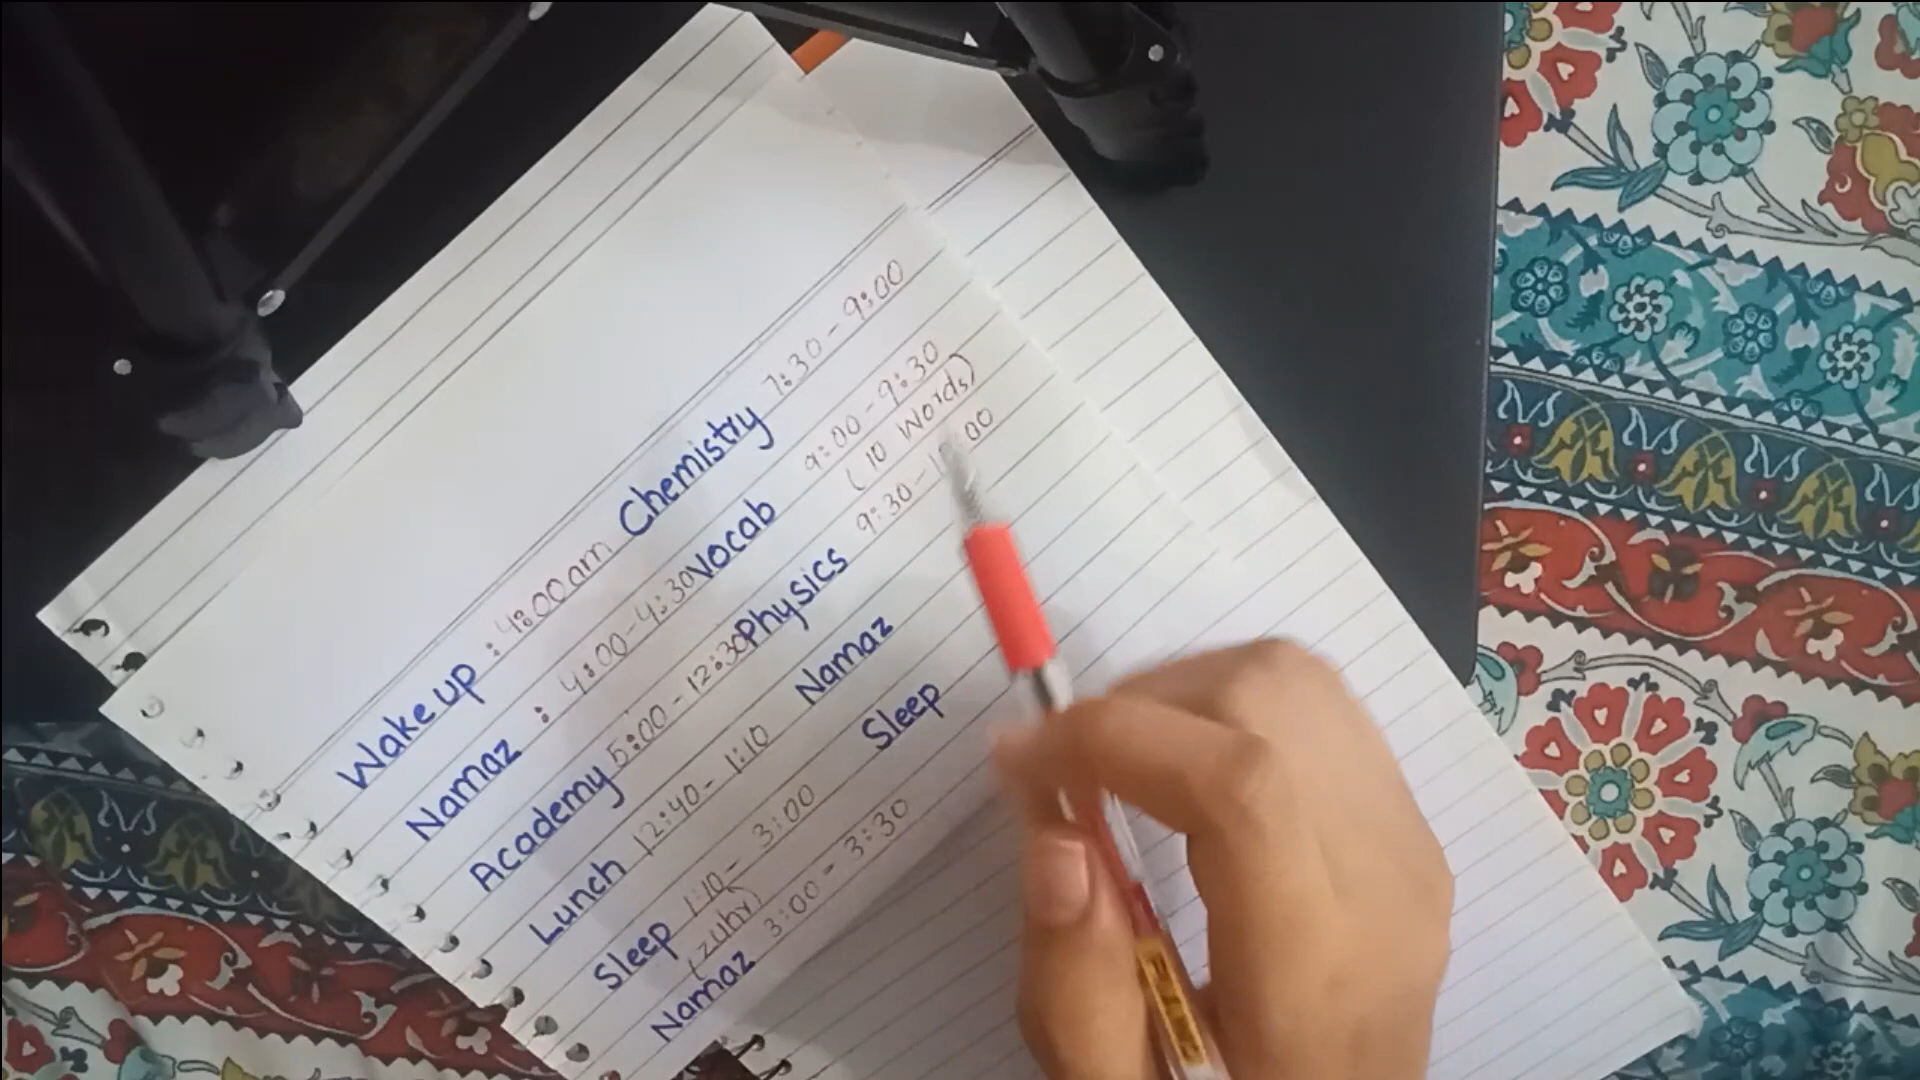 Wake up : 4:00am
Namaz : 4:00 - 4:30
Academy 5:00 - 12:30
Lunch 12:40 - 1:10
Sleep 1:10 - 3:00
(zuhr)
Namaz 3:00 - 3:30
Chemistry 7:30 - 9:00
Vocab 9:00 - 9:30
(10 words)
Physics 9:30 -
Namaz
Sleep